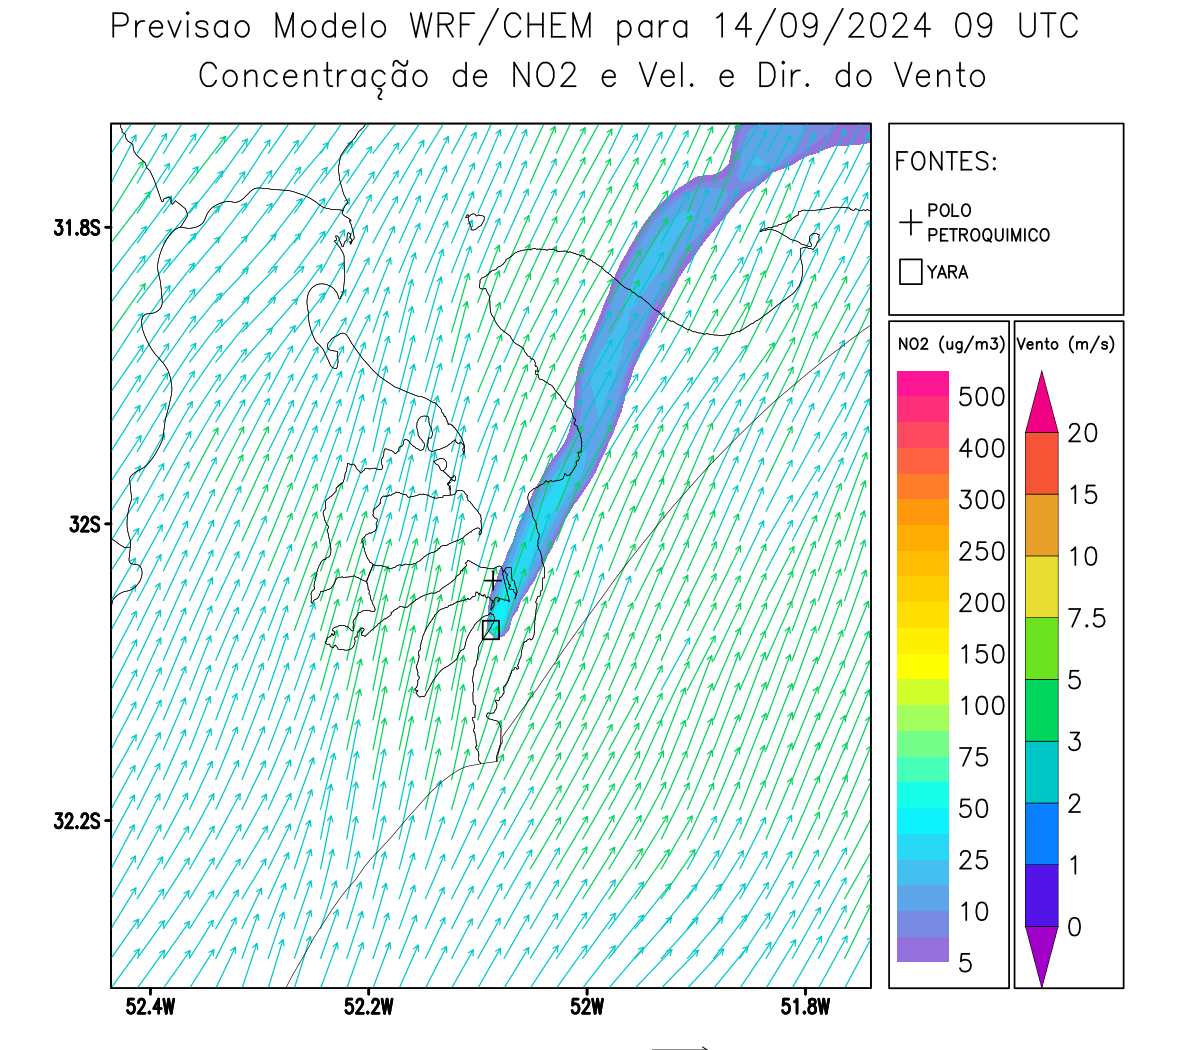 Previsao Modelo WRF/CHEM para 14/09/2024 09 UTC
Concentração de NO2 e Vel. e Dir. do Vento
FONTES:
POLO
PETROQUIMICO
YARA
NO2 (ug/m3)
500
400
300
250
200
150
100
75
50
25
10
5
Vento (m/s)
20
15
10
7.5
5
3
2
1
0
31.8S
32S
32.2S
52.4W
52.2W
52W
51.8W